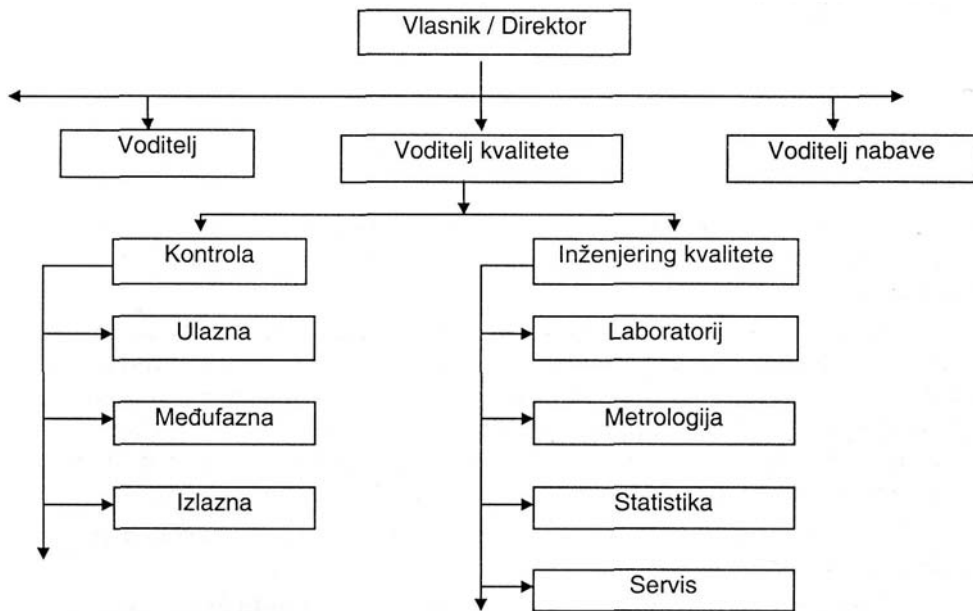 Vlasnik / Direktor
Voditelj
Voditelj kvalitete
Voditelj nabave
Kontrola
Inženjering kvalitete
Ulazna
Laboratorij
Međufazna
Metrologija
Izlazna
Statistika
Servis